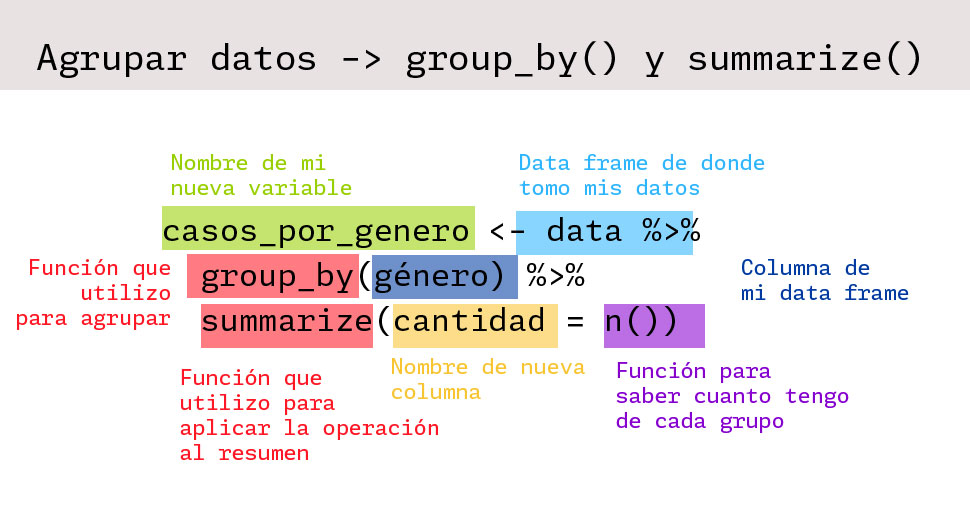 Agrupar datos -> group_by() y summarize()
Nombre de mi
nueva variable
Data frame de donde
tomo mis datos
casos_por_genero <- data %>%
Función que
utilizo
para agrupar
group_by(género) %>%
Columna de
mi data frame
summarize(cantidad = n())
Función que
utilizo para
aplicar la operación
al resumen
Nombre de nueva
columna
Función para
saber cuanto tengo
de cada grupo